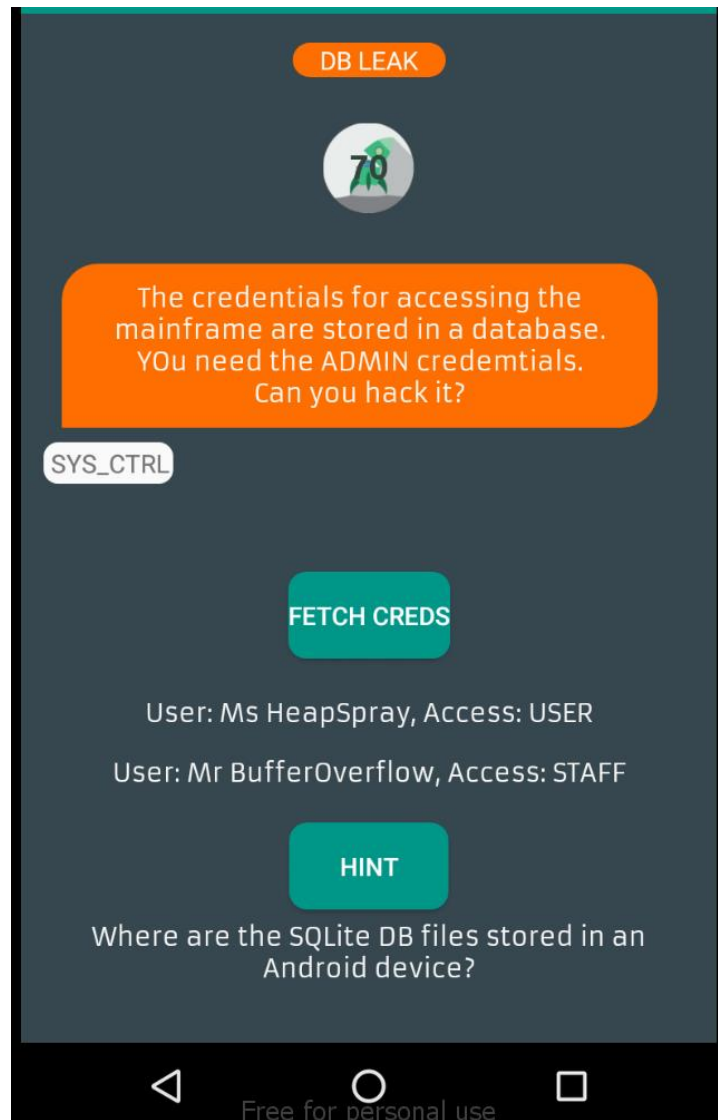 DB LEAK
70
The credentials for accessing the
mainframe are stored in a database.
YOu need the ADMIN credemtials.
Can you hack it?
SYS_CTRL
FETCH CREDS
User: Ms HeapSpray, Access: USER
User: Mr BufferOverflow, Access: STAFF
HINT
Where are the SQLite DB files stored in an
Android device?
Free for personal use